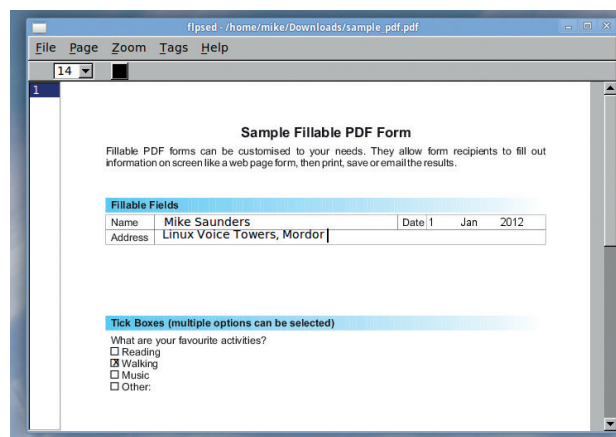 flpsed - /home/mike/Downloads/sample_pdf.pdf
File Page Zoom Tags Help
14
1
Sample Fillable PDF Form
Fillable PDF forms can be customised to your needs. They allow form recipients to fill out
information on screen like a web page form, then print, save or email the results.
Fillable Fields
Name Mike Saunders Date 1 Jan 2012
Address Linux Voice Towers, Mordor
Tick Boxes (multiple options can be selected)
What are your favourite activities?
Reading
X Walking
Music
Other: